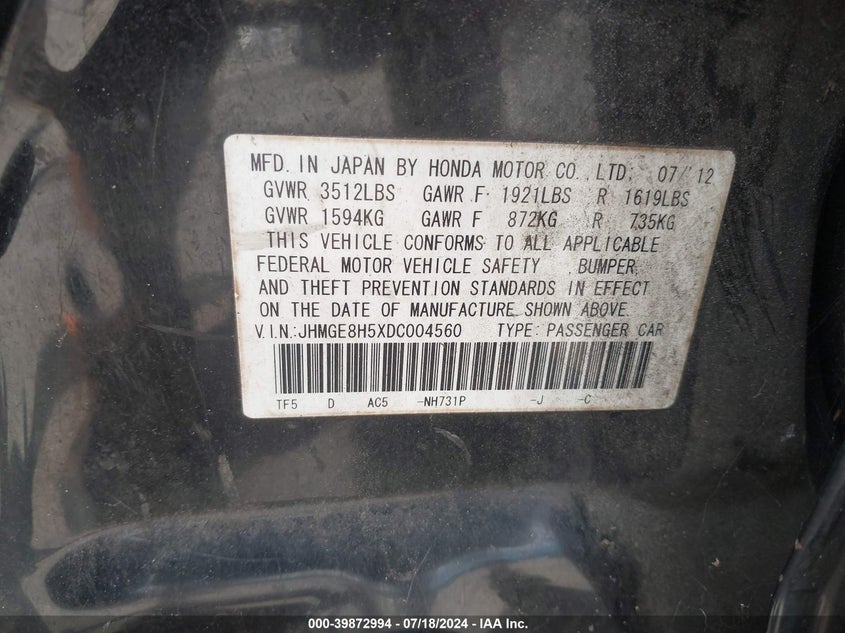 MFD. IN JAPAN BY HONDA MOTOR CO., LTD. 07/12
GVWR 3512LBS GAWR F 1921LBS R 1619LBS
GVWR 1594KG GAWR F 872KG R 735KG
THIS VEHICLE CONFORMS TO ALL APPLICABLE
FEDERAL MOTOR VEHICLE SAFETY , BUMPER,
AND THEFT PREVENTION STANDARDS IN EFFECT
ON THE DATE OF MANUFACTURE SHOWN ABOVE.
V.I.N.:JHMGE8H5XDC004560 TYPE: PASSENGER CAR
TF5 D AC5 -NH731P -J -C
000-39872994 - 07/18/2024 - IAA Inc.